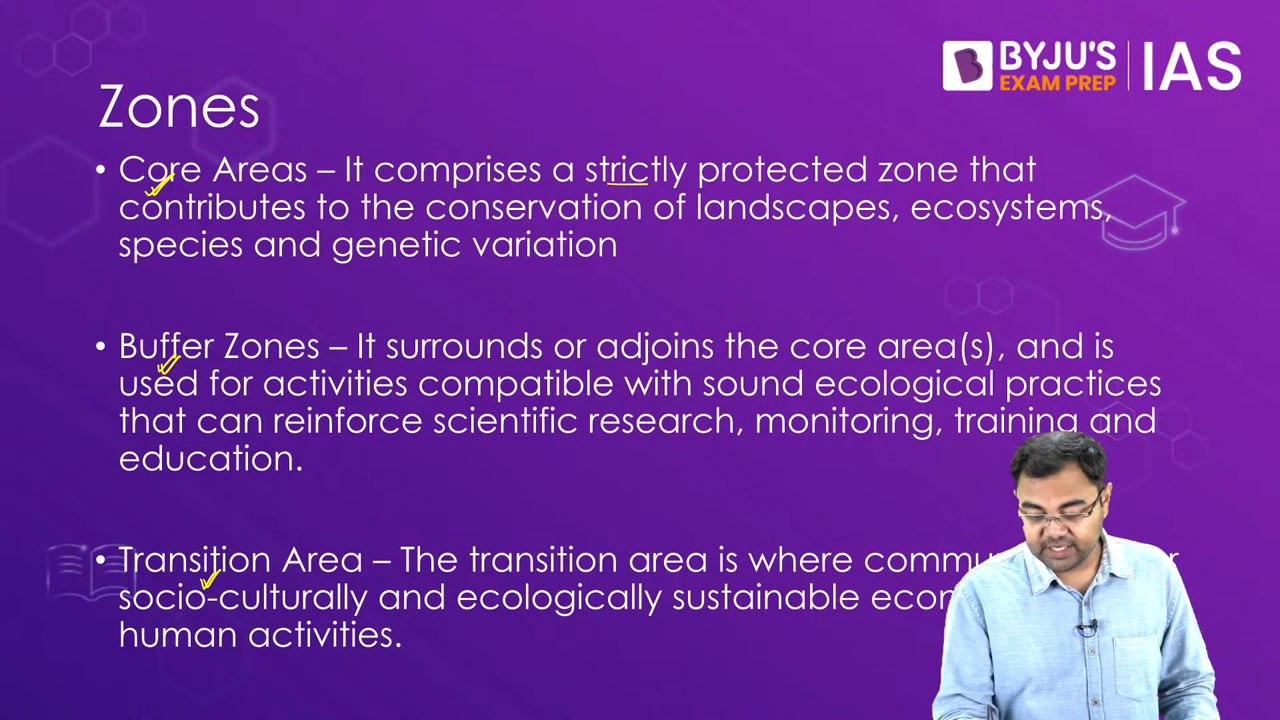 BYJU'S
EXAM PREP
IAS
Zones
• Core Areas – It comprises a strictly protected zone that
contributes to the conservation of landscapes, ecosystems,
species and genetic variation
• Buffer Zones – It surrounds or adjoins the core area(s), and is
used for activities compatible with sound ecological practices
that can reinforce scientific research, monitoring, training and
education.
• Transition Area – The transition area is where
socio-culturally and ecologically sustainable
human activities.